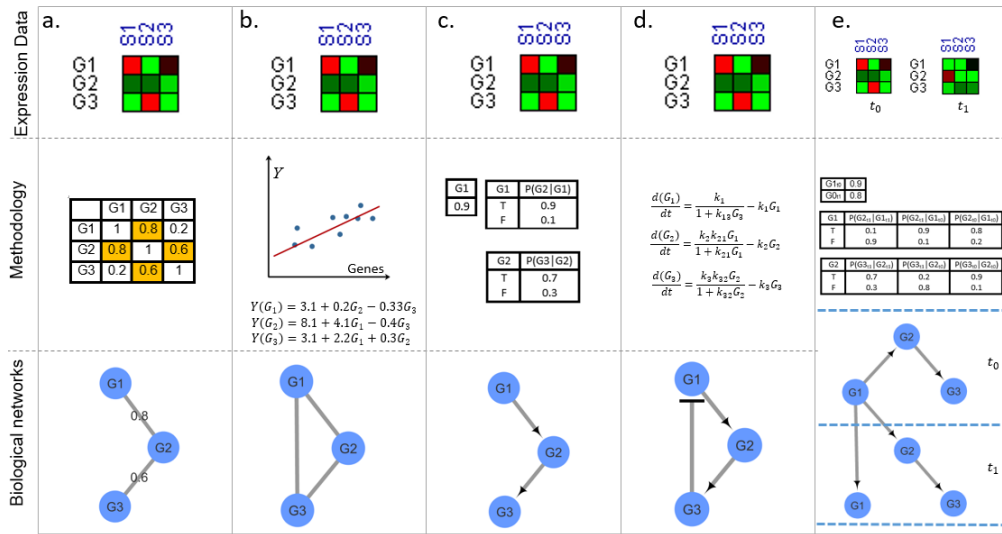 a.
b.
c.
d.
e.
Expression Data
S1 S2 S3
G1
G2
G3
S1 S2 S3
G1
G2
G3
S1 S2 S3
G1
G2
G3
S1 S2 S3
G1
G2
G3
S1 S2 S3
G1
G2
G3
t0
S1 S2 S3
G1
G2
G3
t1
Methodology
G1 G2 G3
G1 1 0.8 0.2
G2 0.8 1 0.6
G3 0.2 0.6 1
Y
Genes
Y(G1) = 3.1 + 0.2G2 − 0.33G3
Y(G2) = 8.1 + 4.1G1 − 0.4G3
Y(G3) = 3.1 + 2.2G1 + 0.3G2
G1
0.9
G1 P(G2|G1)
T 0.9
F 0.1
G2 P(G3|G2)
T 0.7
F 0.3
d(G1)/dt = k1/(1 + k13G3) − k1G1
d(G2)/dt = k2k21G1/(1 + k21G1) − k2G2
d(G3)/dt = k3k32G2/(1 + k32G2) − k3G3
0.9
0.8
G1 P(G2t1|G1t1) P(G2t1|G1t0) P(G2t0|G1t0)
T 0.1 0.9 0.8
F 0.9 0.1 0.2
G2 P(G3t1|G2t1) P(G3t1|G2t0) P(G3t0|G2t0)
T 0.7 0.2 0.9
F 0.3 0.8 0.1
Biological networks
G1
0.8
G2
0.6
G3
G1
G2
G3
G1
G2
G3
G1
G2
G3
G2
t0
G1
G3
G2
t1
G1
G3